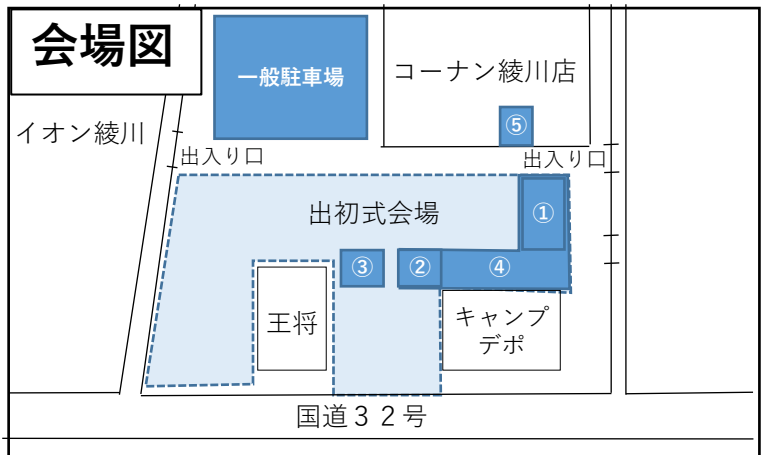 会場図
一般駐車場
コーナン綾川店
イオン綾川
⑤
出入り口
出入り口
出初式会場
①
③
②
④
王将
キャンプ
デポ
国道３２号